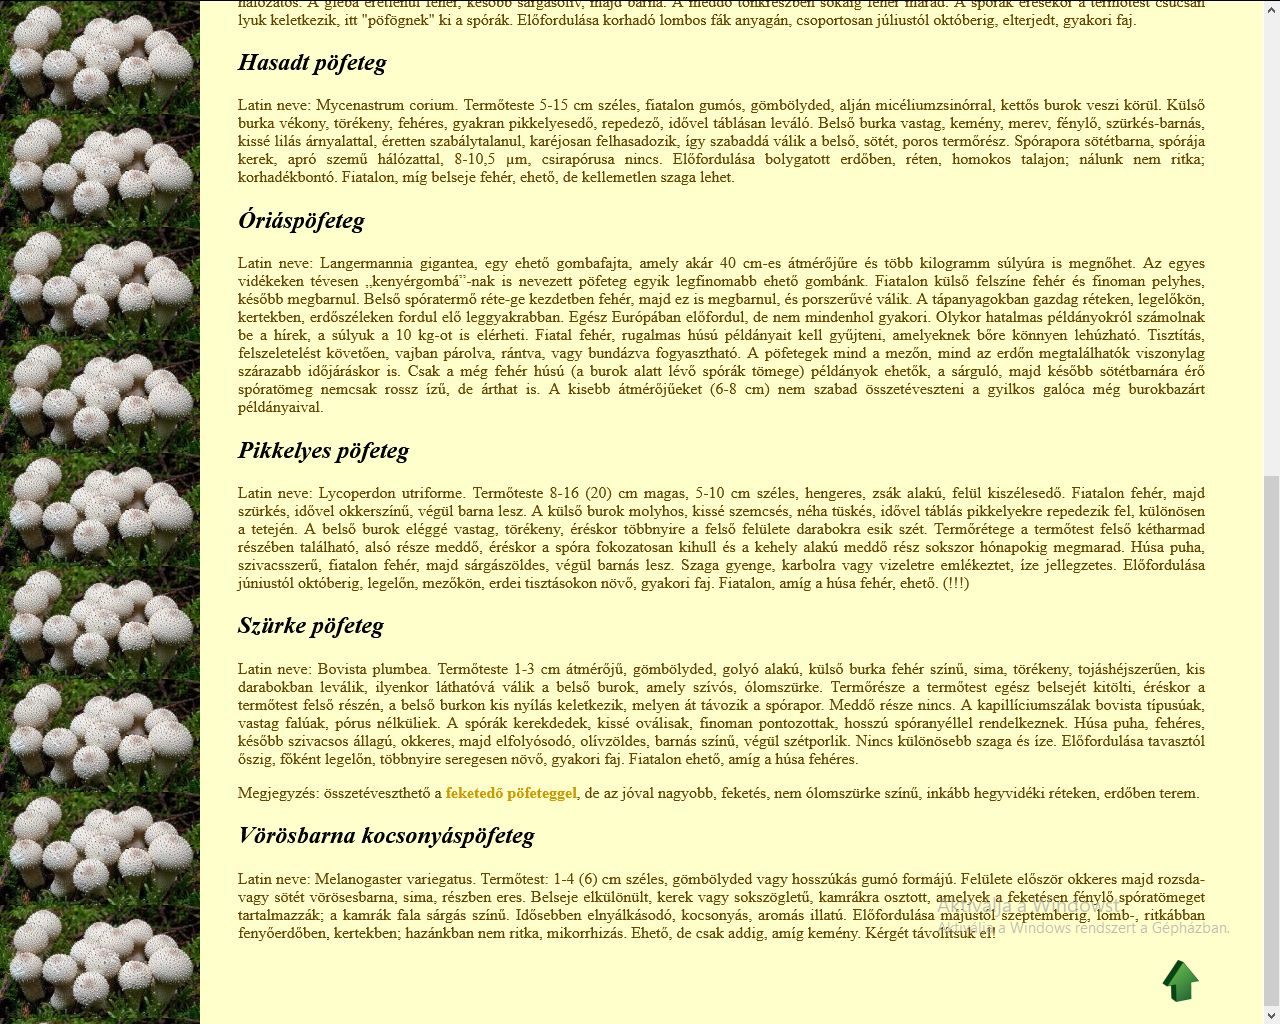 hálózatos. A gleba éretlenül fehér, később sárgásolív, majd barna. A meddő tönkrészben sokáig fehér marad. A spórák érésekor a termőtest csúcsán
lyuk keletkezik, itt "pöfögnek" ki a spórák. Előfordulása korhadó lombos fák anyagán, csoportosan júliustól októberig, elterjedt, gyakori faj.
Hasadt pöfeteg
Latin neve: Mycenastrum corium. Termőteste 5-15 cm széles, fiatalon gumós, gömbölyded, alján micéliumzsinórral, kettős burok veszi körül. Külső
burka vékony, törékeny, fehéres, gyakran pikkelyesedő, repedező, idővel táblásan leváló. Belső burka vastag, kemény, merev, fénylő, szürkés-barnás,
kissé lilás árnyalattal, éretten szabálytalanul, karéjosan felhasadozik, így szabaddá válik a belső, sötét, poros termőrész. Spórapora sötétbarna, spórája
kerek, apró szemű hálózattal, 8-10,5 µm, csirapórusa nincs. Előfordulása bolygatott erdőben, réten, homokos talajon; nálunk nem ritka;
korhadékbontó. Fiatalon, míg belseje fehér, ehető, de kellemetlen szaga lehet.
Óriáspöfeteg
Latin neve: Langermannia gigantea, egy ehető gombafajta, amely akár 40 cm-es átmérőjűre és több kilogramm súlyúra is megnőhet. Az egyes
vidékeken tévesen „kenyérgombá”-nak is nevezett pöfeteg egyik legfinomabb ehető gombánk. Fiatalon külső felszíne fehér és finoman pelyhes,
később megbarnul. Belső spóratermő réte-ge kezdetben fehér, majd ez is megbarnul, és porszerűvé válik. A tápanyagokban gazdag réteken, legelőkön,
kertekben, erdőszéleken fordul elő leggyakrabban. Egész Európában előfordul, de nem mindenhol gyakori. Olykor hatalmas példányokról számolnak
be a hírek, a súlyuk a 10 kg-ot is elérheti. Fiatal fehér, rugalmas húsú példányait kell gyűjteni, amelyeknek bőre könnyen lehúzható. Tisztítás,
felszeletelést követően, vajban párolva, rántva, vagy bundázva fogyasztható. A pöfetegek mind a mezőn, mind az erdőn megtalálhatók viszonylag
szárazabb időjáráskor is. Csak a még fehér húsú (a burok alatt lévő spórák tömege) példányok ehetők, a sárguló, majd később sötétbarnára érő
spóratömeg nemcsak rossz ízű, de árthat is. A kisebb átmérőjűeket (6-8 cm) nem szabad összetéveszteni a gyilkos galóca még burokbazárt
példányaival.
Pikkelyes pöfeteg
Latin neve: Lycoperdon utriforme. Termőteste 8-16 (20) cm magas, 5-10 cm széles, hengeres, zsák alakú, felül kiszélesedő. Fiatalon fehér, majd
szürkés, idővel okkerszínű, végül barna lesz. A külső burok molyhos, kissé szemcsés, néha tüskés, idővel táblás pikkelyekre repedezik fel, különösen
a tetején. A belső burok eléggé vastag, törékeny, éréskor többnyire a felső felülete darabokra esik szét. Termőrétege a termőtest felső kétharmad
részében található, alsó része meddő, éréskor a spóra fokozatosan kihull és a kehely alakú meddő rész sokszor hónapokig megmarad. Húsa puha,
szivacsszerű, fiatalon fehér, majd sárgászöldes, végül barnás lesz. Szaga gyenge, karbolra vagy vizeletre emlékeztet, íze jellegzetes. Előfordulása
júniustól októberig, legelőn, mezőkön, erdei tisztásokon növő, gyakori faj. Fiatalon, amíg a húsa fehér, ehető. (!!!)
Szürke pöfeteg
Latin neve: Bovista plumbea. Termőteste 1-3 cm átmérőjű, gömbölyded, golyó alakú, külső burka fehér színű, sima, törékeny, tojáshéjszerűen, kis
darabokban leválik, ilyenkor láthatóvá válik a belső burok, amely szívós, ólomszürke. Termőrésze a termőtest egész belsejét kitölti, éréskor a
termőtest felső részén, a belső burkon kis nyílás keletkezik, melyen át távozik a spórapor. Meddő része nincs. A kapillíciumszálak bovista típusúak,
vastag falúak, pórus nélküliek. A spórák kerekdedek, kissé oválisak, finoman pontozottak, hosszú spóranyéllel rendelkeznek. Húsa puha, fehéres,
később szivacsos állagú, okkeres, majd elfolyósodó, olívzöldes, barnás színű, végül szétporlik. Nincs különösebb szaga és íze. Előfordulása tavasztól
őszig, főként legelőn, többnyire seregesen növő, gyakori faj. Fiatalon ehető, amíg a húsa fehéres.
Megjegyzés: összetéveszthető a feketedő pöfeteggel, de az jóval nagyobb, feketés, nem ólomszürke színű, inkább hegyvidéki réteken, erdőben terem.
Vörösbarna kocsonyáspöfeteg
Latin neve: Melanogaster variegatus. Termőtest: 1-4 (6) cm széles, gömbölyded vagy hosszúkás gumó formájú. Felülete először okkeres majd rozsda-
vagy sötét vörösesbarna, sima, részben eres. Belseje elkülönült, kerek vagy sokszögletű, kamrákra osztott, amelyek a feketésen fénylő spóratömeget
tartalmazzák; a kamrák fala sárgás színű. Idősebben elnyálkásodó, kocsonyás, aromás illatú. Előfordulása májustól szeptemberig, lomb-, ritkábban
fenyőerdőben, kertekben; hazánkban nem ritka, mikorrhizás. Ehető, de csak addig, amíg kemény. Kérgét távolítsuk el!
Aktiválja a Windowst
Aktiválja a Windows rendszert a Gépházban.